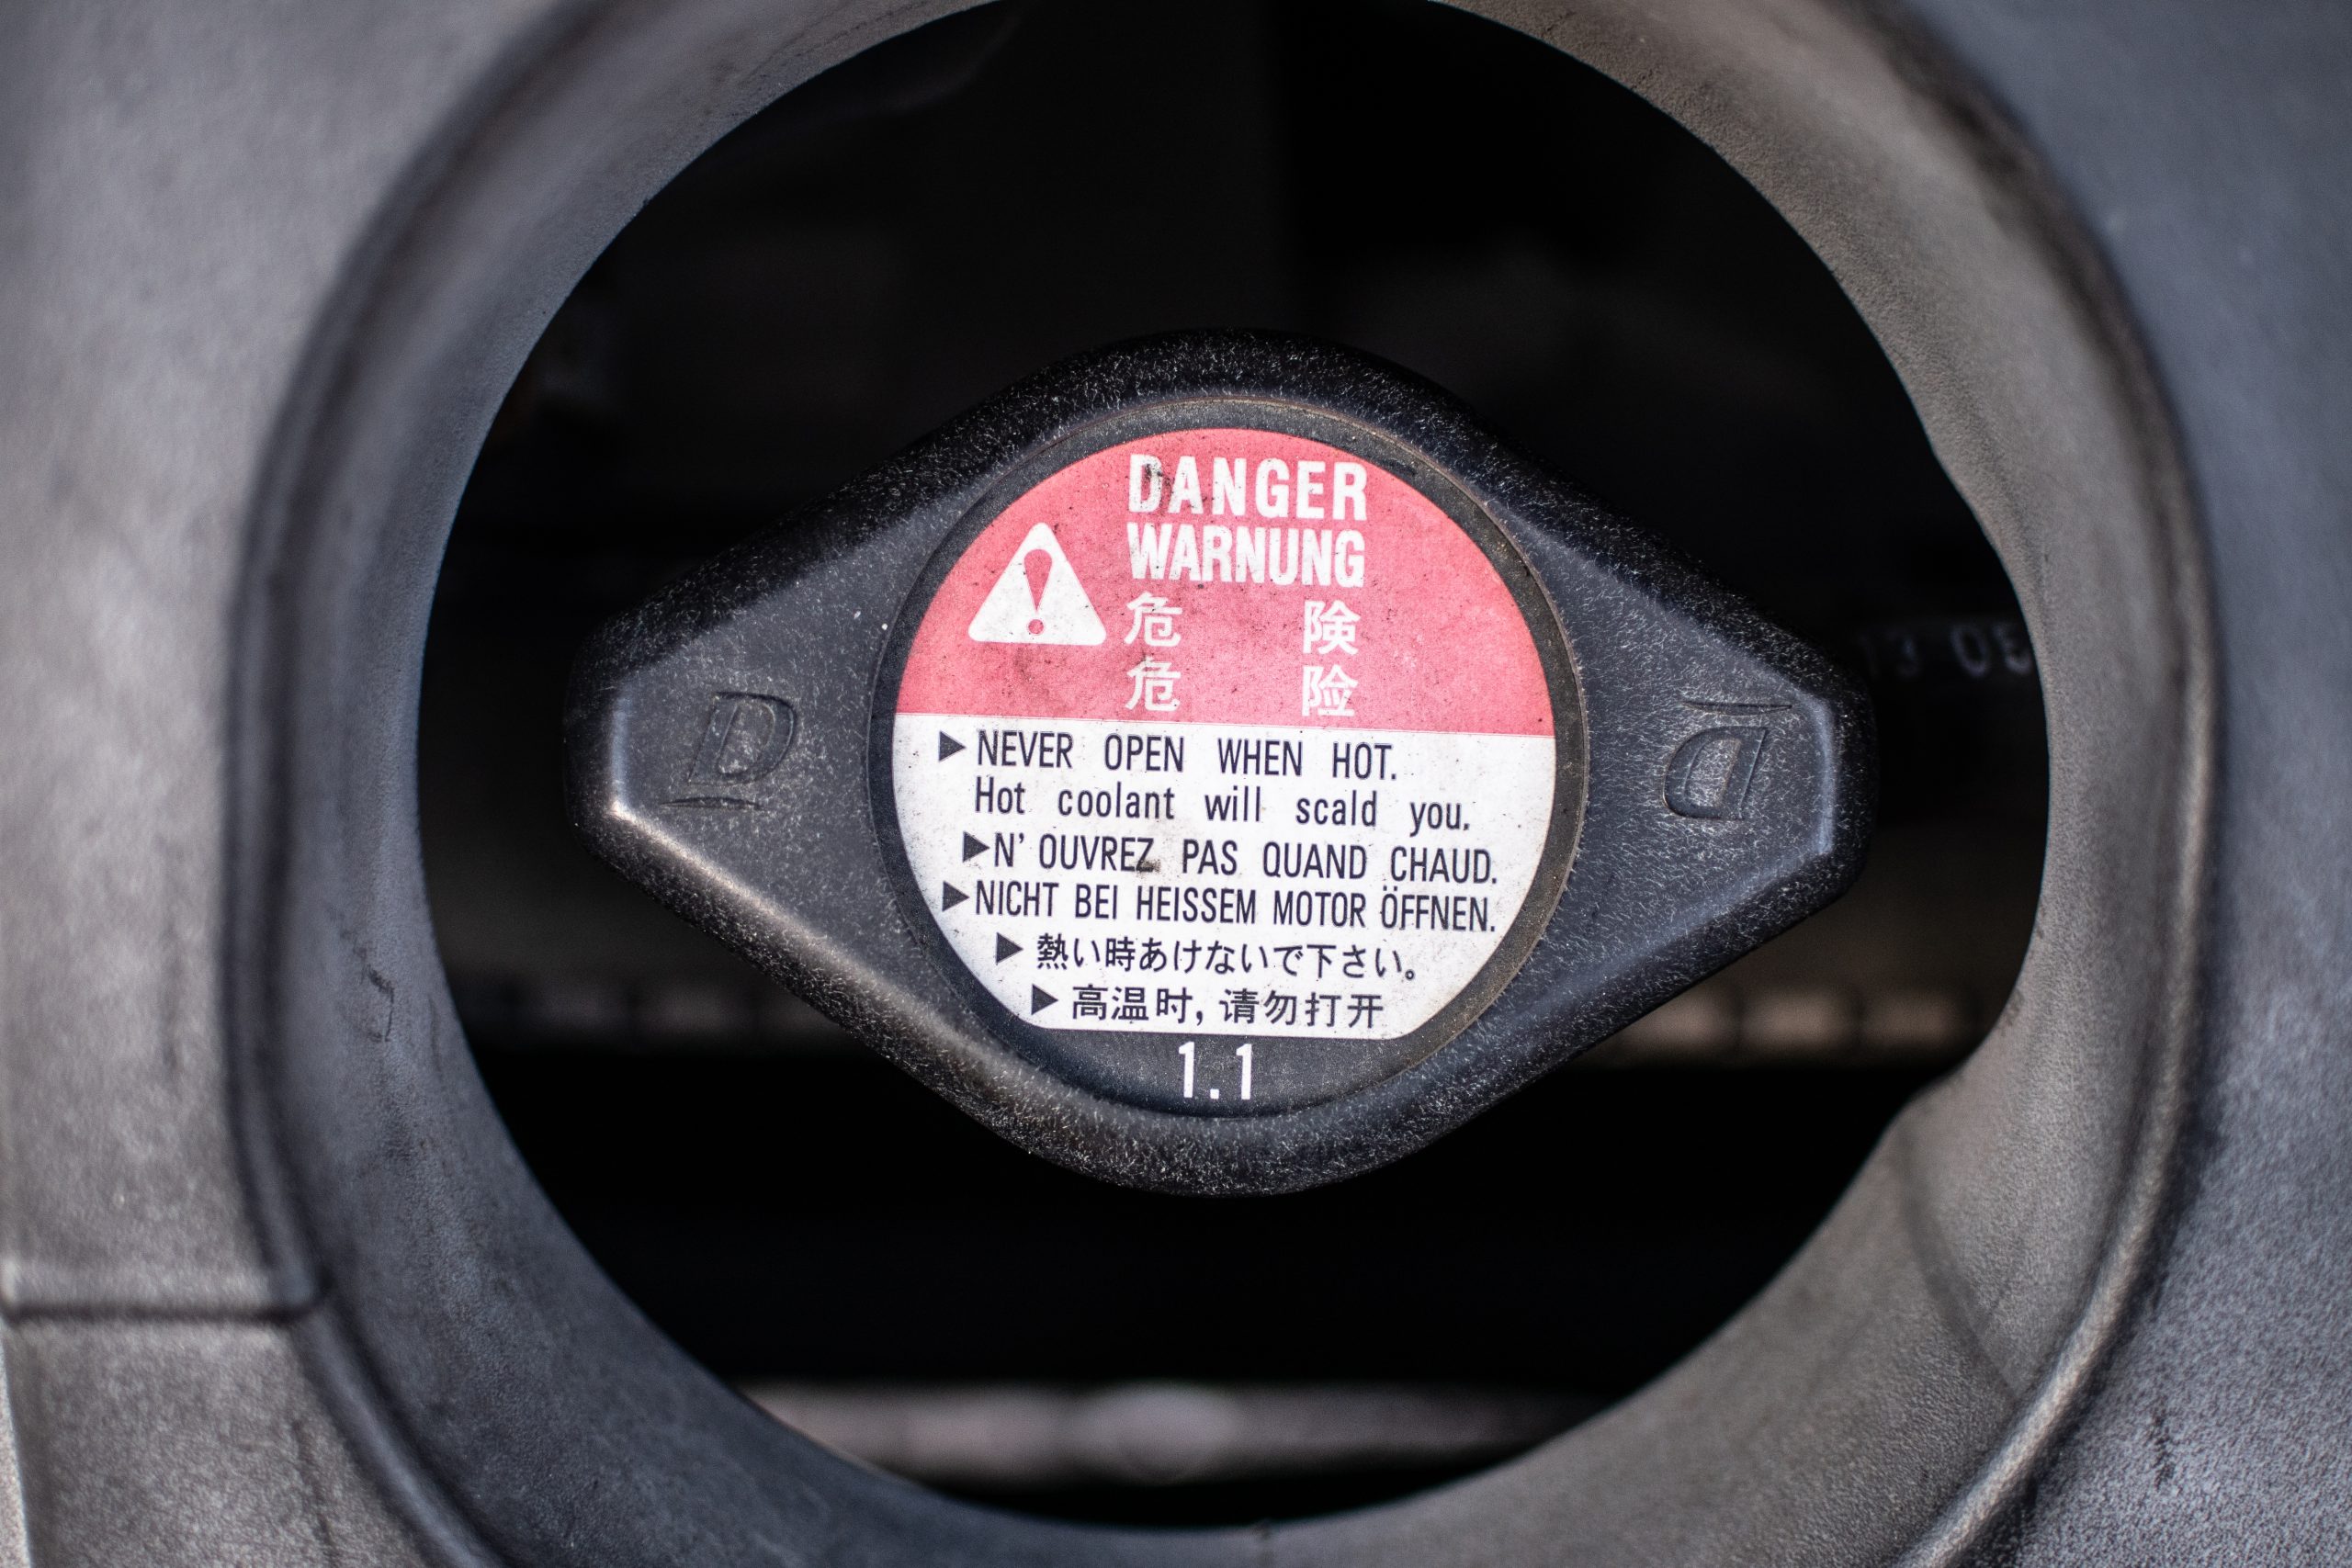 DANGER
WARNUNG
危 険
危 险
▶NEVER OPEN WHEN HOT.
Hot coolant will scald you.
▶N' OUVREZ PAS QUAND CHAUD.
▶NICHT BEI HEISSEM MOTOR ÖFFNEN.
▶熱い時あけないで下さい。
▶高温时, 请勿打开
1.1
D
D